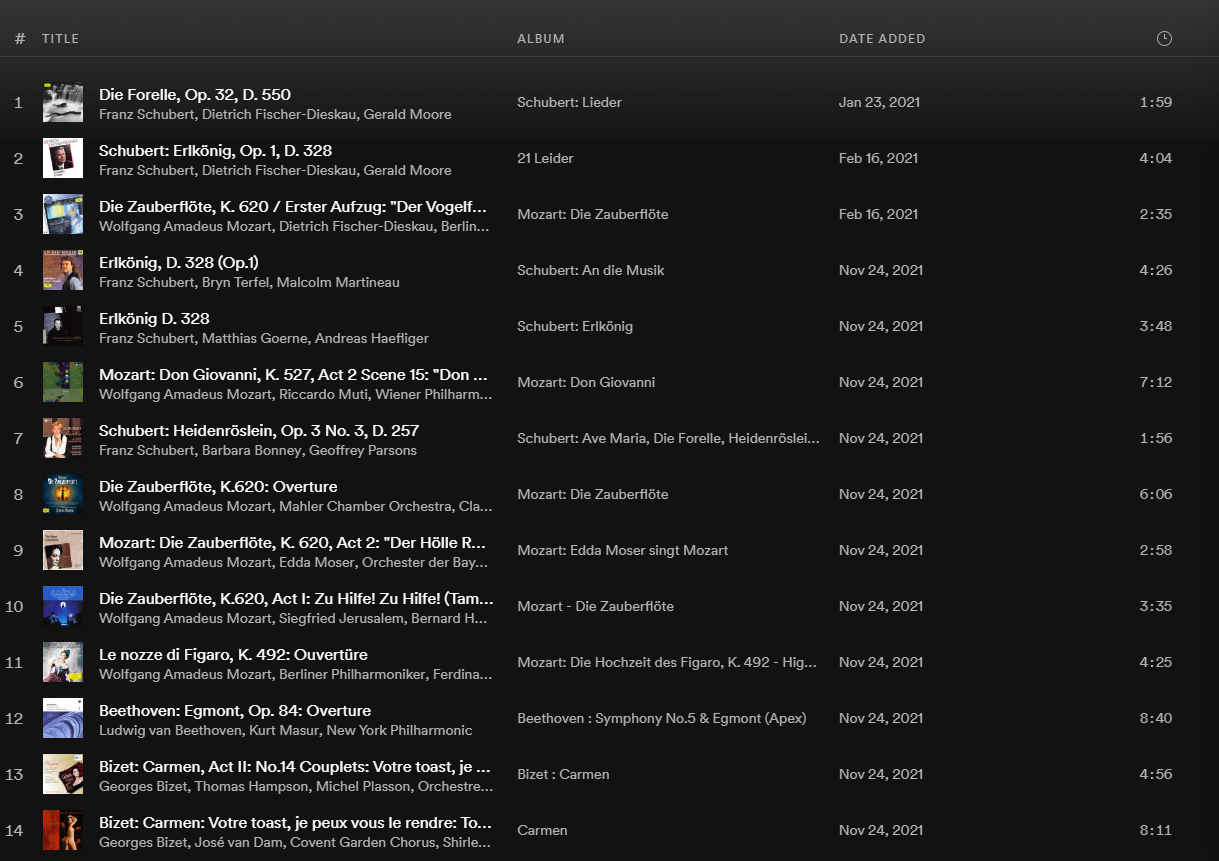 # TITLE ALBUM DATE ADDED
1 Die Forelle, Op. 32, D. 550 Schubert: Lieder Jan 23, 2021 1:59
Franz Schubert, Dietrich Fischer-Dieskau, Gerald Moore
2 Schubert: Erlkönig, Op. 1, D. 328 21 Leider Feb 16, 2021 4:04
Franz Schubert, Dietrich Fischer-Dieskau, Gerald Moore
3 Die Zauberflöte, K. 620 / Erster Aufzug: "Der Vogelf... Mozart: Die Zauberflöte Feb 16, 2021 2:35
Wolfgang Amadeus Mozart, Dietrich Fischer-Dieskau, Berlin...
4 Erlkönig, D. 328 (Op.1) Schubert: An die Musik Nov 24, 2021 4:26
Franz Schubert, Bryn Terfel, Malcolm Martineau
5 Erlkönig D. 328 Schubert: Erlkönig Nov 24, 2021 3:48
Franz Schubert, Matthias Goerne, Andreas Haefliger
6 Mozart: Don Giovanni, K. 527, Act 2 Scene 15: "Don ... Mozart: Don Giovanni Nov 24, 2021 7:12
Wolfgang Amadeus Mozart, Riccardo Muti, Wiener Philharm...
7 Schubert: Heidenröslein, Op. 3 No. 3, D. 257 Schubert: Ave Maria, Die Forelle, Heidenröslei... Nov 24, 2021 1:56
Franz Schubert, Barbara Bonney, Geoffrey Parsons
8 Die Zauberflöte, K.620: Overture Mozart: Die Zauberflöte Nov 24, 2021 6:06
Wolfgang Amadeus Mozart, Mahler Chamber Orchestra, Cla...
9 Mozart: Die Zauberflöte, K. 620, Act 2: "Der Hölle R... Mozart: Edda Moser singt Mozart Nov 24, 2021 2:58
Wolfgang Amadeus Mozart, Edda Moser, Orchester der Bay...
10 Die Zauberflöte, K.620, Act I: Zu Hilfe! Zu Hilfe! (Tam... Mozart - Die Zauberflöte Nov 24, 2021 3:35
Wolfgang Amadeus Mozart, Siegfried Jerusalem, Bernard H...
11 Le nozze di Figaro, K. 492: Ouvertüre Mozart: Die Hochzeit des Figaro, K. 492 - Hig... Nov 24, 2021 4:25
Wolfgang Amadeus Mozart, Berliner Philharmoniker, Ferdina...
12 Beethoven: Egmont, Op. 84: Overture Beethoven : Symphony No.5 & Egmont (Apex) Nov 24, 2021 8:40
Ludwig van Beethoven, Kurt Masur, New York Philharmonic
13 Bizet: Carmen, Act II: No.14 Couplets: Votre toast, je ... Bizet : Carmen Nov 24, 2021 4:56
Georges Bizet, Thomas Hampson, Michel Plasson, Orchestre...
14 Bizet: Carmen: Votre toast, je peux vous le rendre: To... Carmen Nov 24, 2021 8:11
Georges Bizet, José van Dam, Covent Garden Chorus, Shirle...